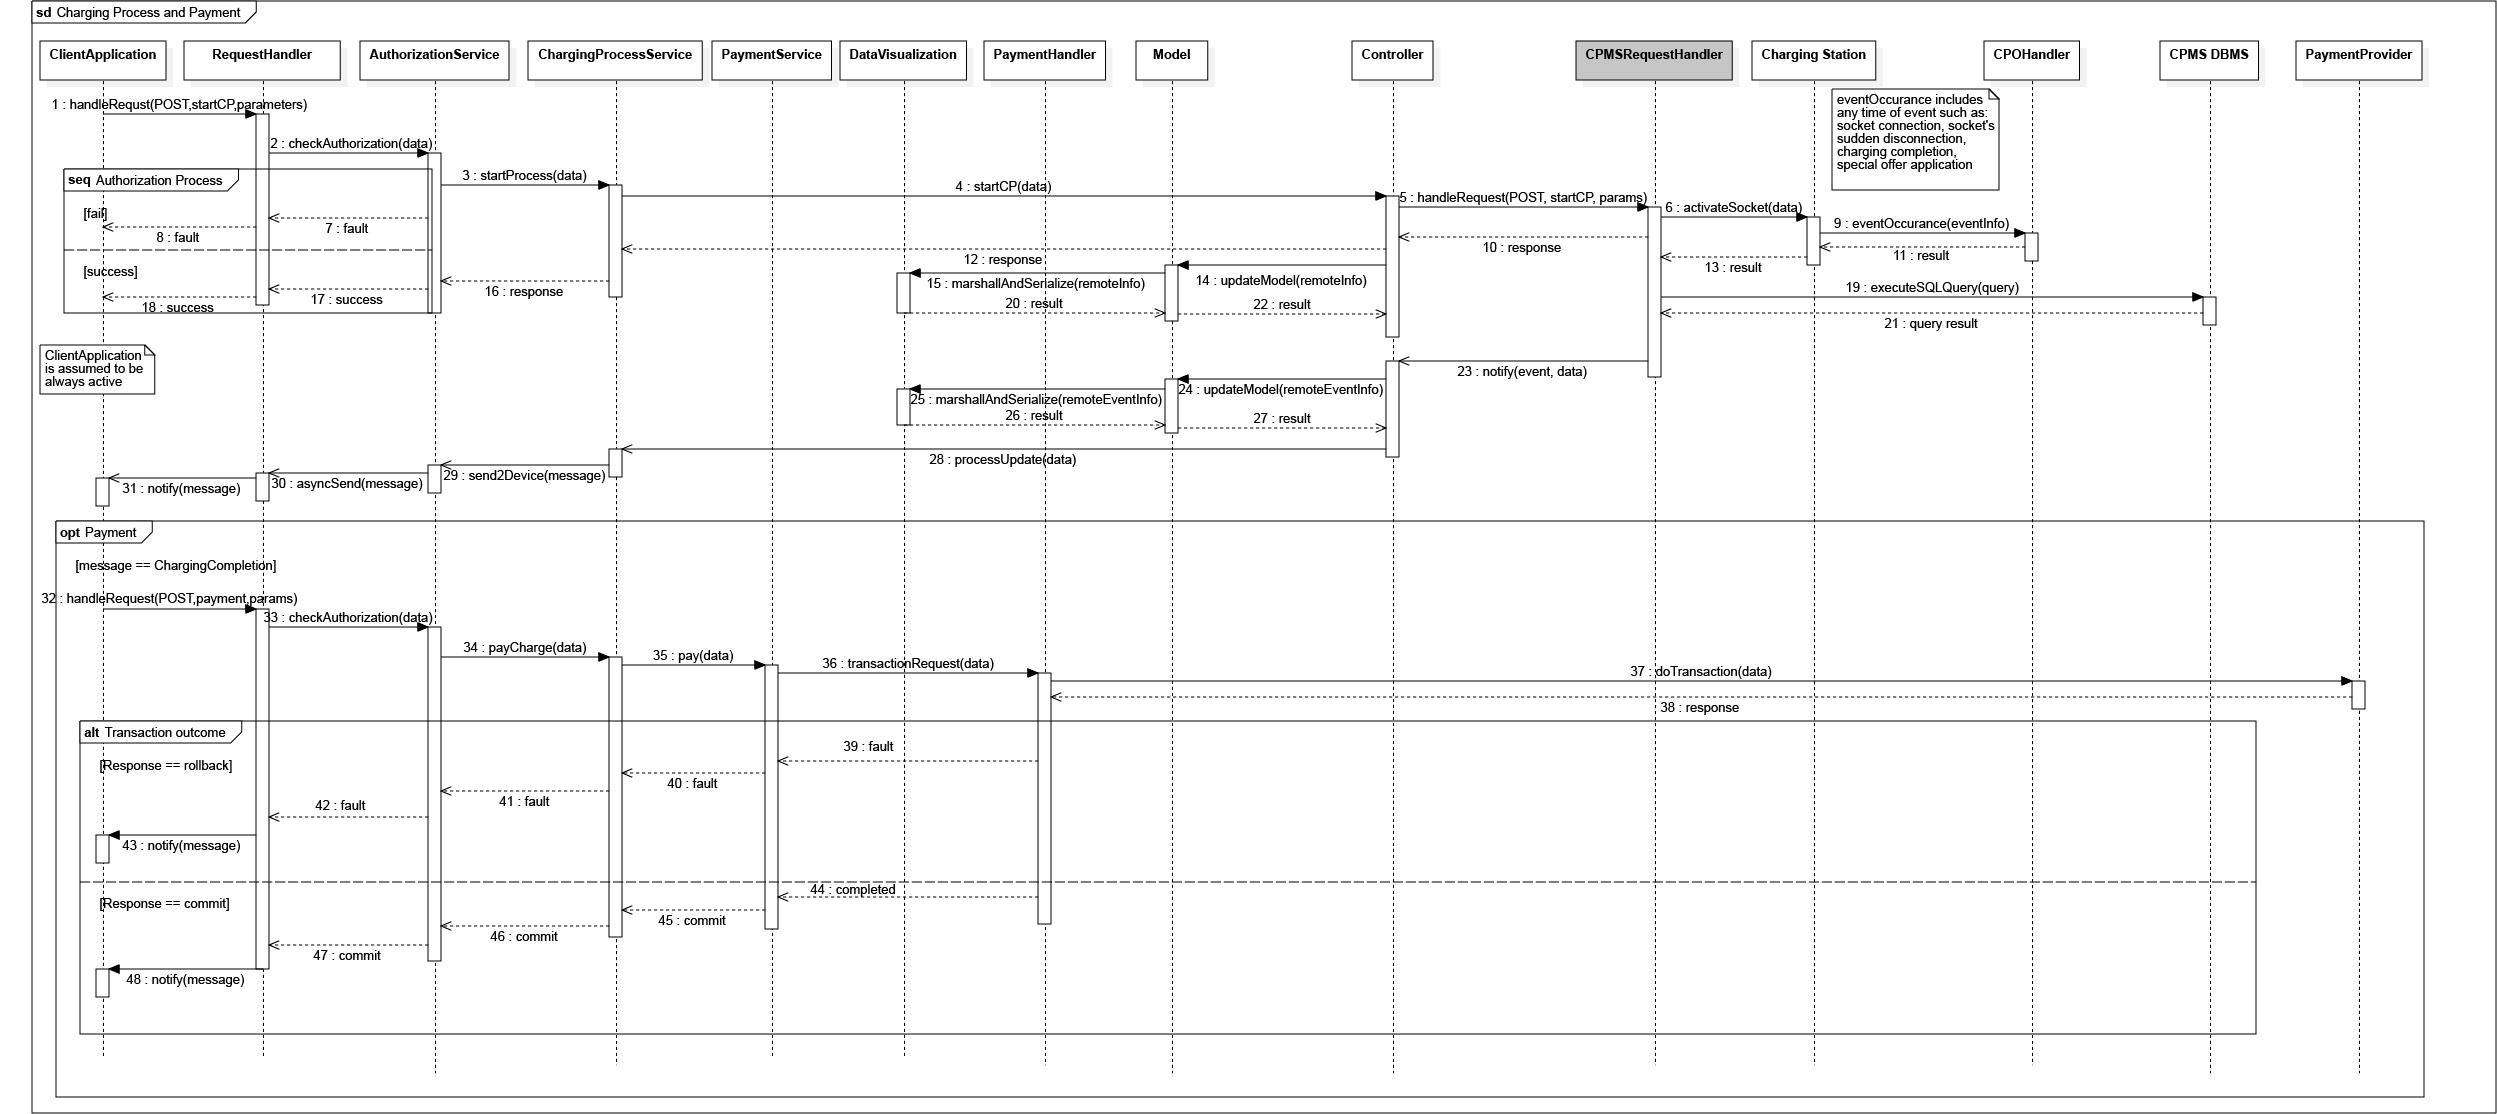 sd Charging Process and Payment
ClientApplication
RequestHandler
AuthorizationService
ChargingProcessService
PaymentService
DataVisualization
PaymentHandler
Model
Controller
CPMSRequestHandler
Charging Station
CPOHandler
CPMS DBMS
PaymentProvider
eventOccurance includes
any time of event such as:
socket connection, socket's
sudden disconnection,
charging completion,
special offer application
1 : handleRequst(POST,startCP,parameters)
2 : checkAuthorization(data)
seq Authorization Process
3 : startProcess(data)
4 : startCP(data)
5 : handleRequest(POST, startCP, params)
6 : activateSocket(data)
[fail]
7 : fault
8 : fault
9 : eventOccurance(eventInfo)
10 : response
11 : result
12 : response
13 : result
[success]
14 : updateModel(remoteInfo)
15 : marshallAndSerialize(remoteInfo)
16 : response
17 : success
18 : success
19 : executeSQLQuery(query)
20 : result
21 : query result
22 : result
ClientApplication
is assumed to be
always active
23 : notify(event, data)
24 : updateModel(remoteEventInfo)
25 : marshallAndSerialize(remoteEventInfo)
26 : result
27 : result
28 : processUpdate(data)
29 : send2Device(message)
30 : asyncSend(message)
31 : notify(message)
opt Payment
[message == ChargingCompletion]
32 : handleRequest(POST,payment,params)
33 : checkAuthorization(data)
34 : payCharge(data)
35 : pay(data)
36 : transactionRequest(data)
37 : doTransaction(data)
38 : response
alt Transaction outcome
[Response == rollback]
39 : fault
40 : fault
41 : fault
42 : fault
43 : notify(message)
44 : completed
[Response == commit]
45 : commit
46 : commit
47 : commit
48 : notify(message)